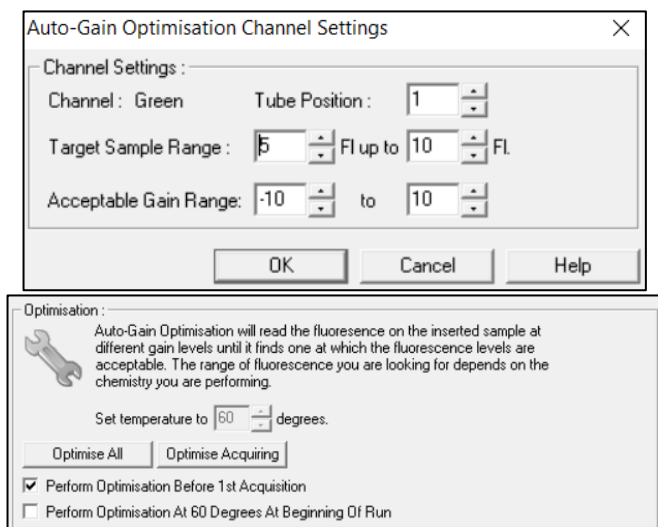 Auto-Gain Optimisation Channel Settings
Channel Settings :
Channel : Green Tube Position : 1
Target Sample Range : 5 Fl up to 10 Fl.
Acceptable Gain Range: -10 to 10
OK Cancel Help
Optimisation :
Auto-Gain Optimisation will read the fluoresence on the inserted sample at
different gain levels until it finds one at which the fluorescence levels are
acceptable. The range of fluorescence you are looking for depends on the
chemistry you are performing.
Set temperature to 60 degrees.
Optimise All Optimise Acquiring
Perform Optimisation Before 1st Acquisition
Perform Optimisation At 60 Degrees At Beginning Of Run